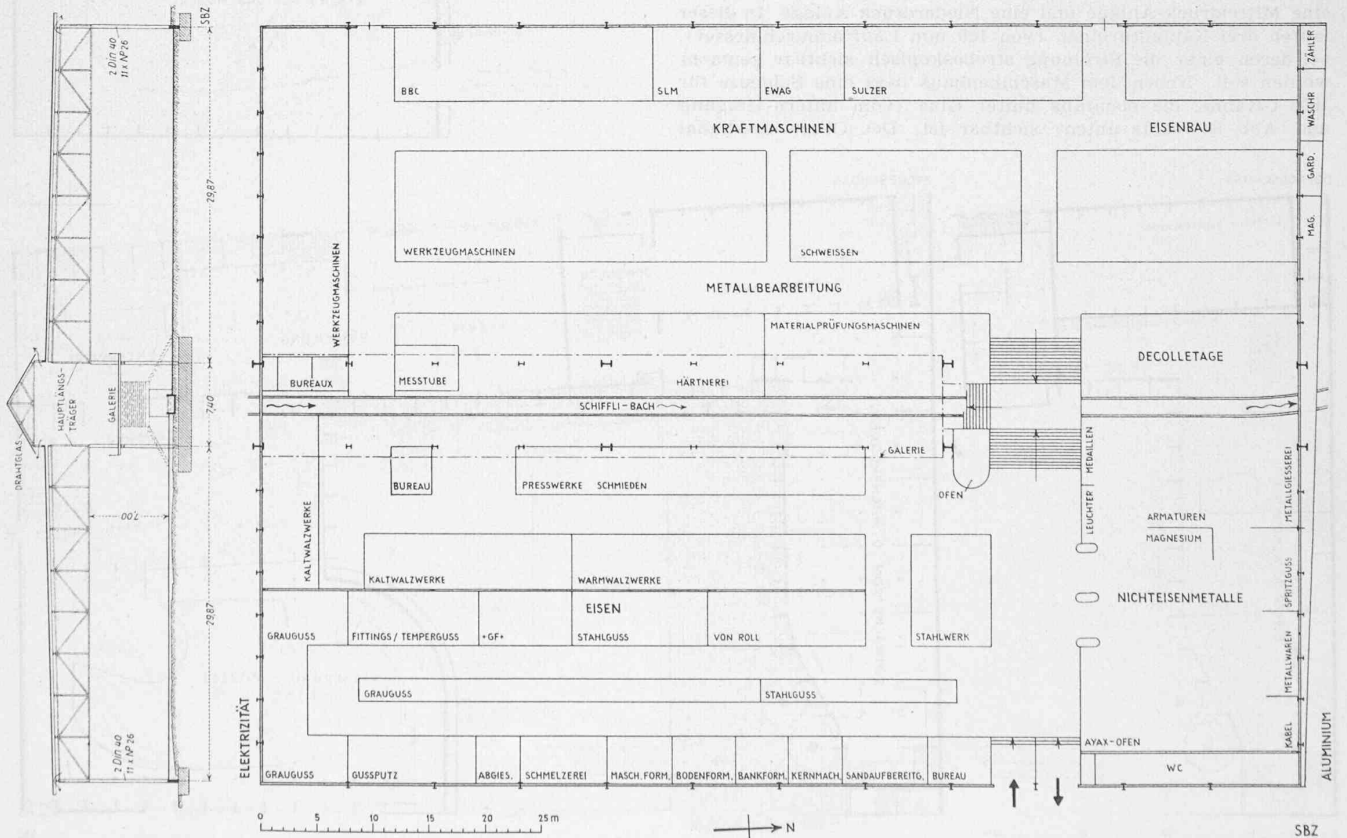 SBZ
2 Din 40
11 x NP 26
29,87
DRAHTGLAS
HAUPTLÄNGS-
TRÄGER
GALERIE
7,40
7,00
29,87
2 Din 40
11 x NP 26
BBC
SLM
EWAG
SULZER
ZÄHLER
WASCHR
KRAFTMASCHINEN
EISENBAU
GARD.
MAG.
WERKZEUGMASCHINEN
WERKZEUGMASCHINEN
SCHWEISSEN
METALLBEARBEITUNG
MATERIALPRÜFUNGSMASCHINEN
DECOLLETAGE
BUREAUX
MESSTUBE
HÄRTNEREI
SCHIFFLI-BACH
GALERIE
MEDAILLEN
BUREAU
PRESSWERKE SCHMIEDEN
OFEN
LEUCHTER
METALLGIESSEREI
ARMATUREN
MAGNESIUM
KALTWALZWERKE
KALTWALZWERKE
WARMWALZWERKE
SPRITZGUSS
EISEN
NICHTEISENMETALLE
GRAUGUSS
FITTINGS / TEMPERGUSS
+GF+
STAHLGUSS
VON ROLL
STAHLWERK
METALLWAREN
GRAUGUSS
STAHLGUSS
ELEKTRIZITÄT
AYAX-OFEN
KABEL
ALUMINIUM
GRAUGUSS
GUSSPUTZ
ABGIES.
SCHMELZEREI
MASCH.FORM.
BODENFORM.
BANKFORM.
KERNMACH.
SANDAUFBEREITG.
BUREAU
WC
0 5 10 15 20 25 m
N
SBZ